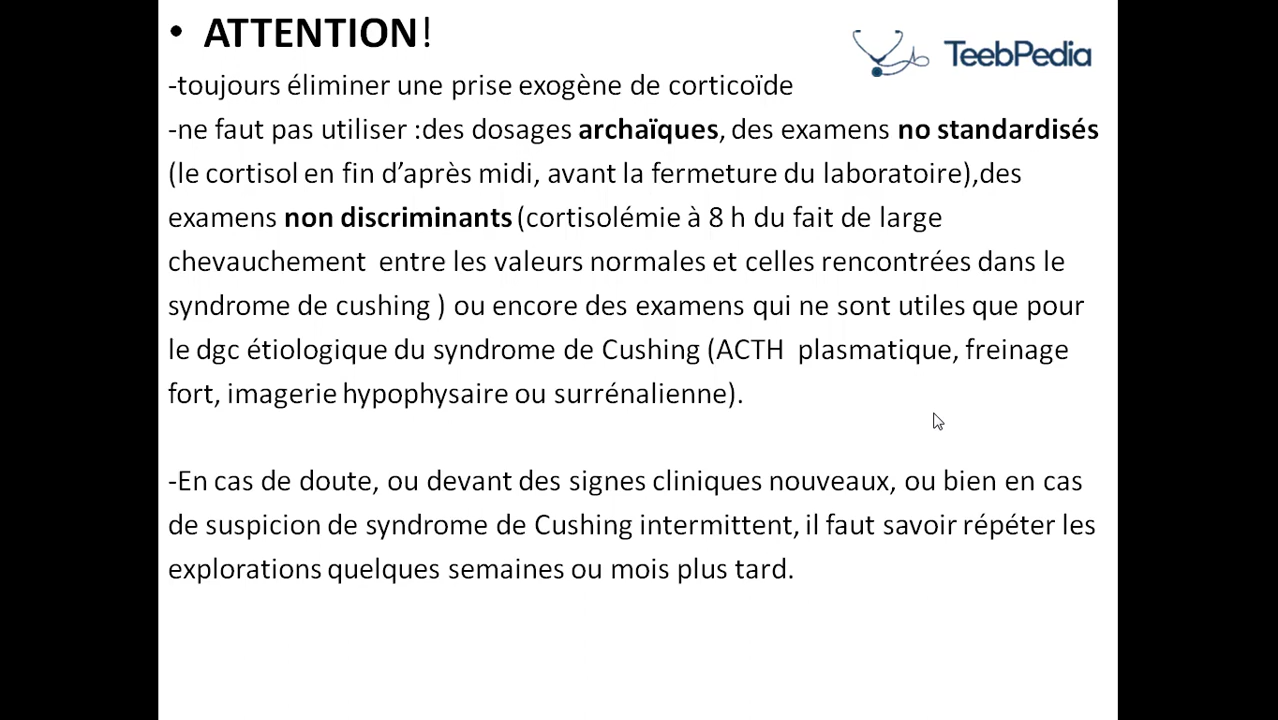 • ATTENTION!
TeebPedia
-toujours éliminer une prise exogène de corticoïde
-ne faut pas utiliser :des dosages archaïques, des examens no standardisés
(le cortisol en fin d’après midi, avant la fermeture du laboratoire),des
examens non discriminants (cortisolémie à 8 h du fait de large
chevauchement entre les valeurs normales et celles rencontrées dans le
syndrome de cushing ) ou encore des examens qui ne sont utiles que pour
le dgc étiologique du syndrome de Cushing (ACTH plasmatique, freinage
fort, imagerie hypophysaire ou surrénalienne).
-En cas de doute, ou devant des signes cliniques nouveaux, ou bien en cas
de suspicion de syndrome de Cushing intermittent, il faut savoir répéter les
explorations quelques semaines ou mois plus tard.